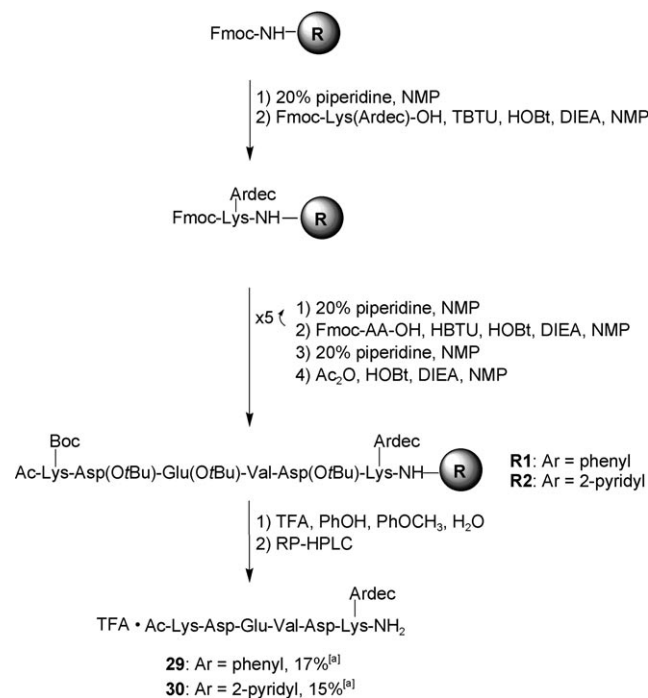 Fmoc-NH R
1) 20% piperidine, NMP
2) Fmoc-Lys(Ardec)-OH, TBTU, HOBt, DIEA, NMP
Ardec
Fmoc-Lys-NH R
x5
1) 20% piperidine, NMP
2) Fmoc-AA-OH, HBTU, HOBt, DIEA, NMP
3) 20% piperidine, NMP
4) Ac₂O, HOBt, DIEA, NMP
Boc Ardec
Ac-Lys-Asp(OtBu)-Glu(OtBu)-Val-Asp(OtBu)-Lys-NH R
R1: Ar = phenyl
R2: Ar = 2-pyridyl
1) TFA, PhOH, PhOCH₃, H₂O
2) RP-HPLC
Ardec
TFA • Ac-Lys-Asp-Glu-Val-Asp-Lys-NH₂
29: Ar = phenyl, 17%[a]
30: Ar = 2-pyridyl, 15%[a]